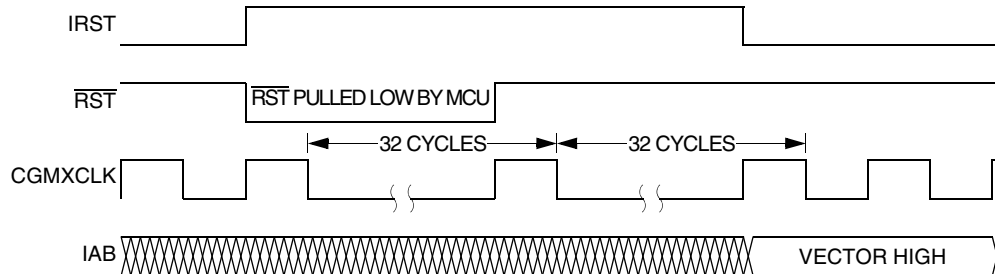 IRST
RST
RST PULLED LOW BY MCU
32 CYCLES
32 CYCLES
CGMXCLK
IAB
VECTOR HIGH